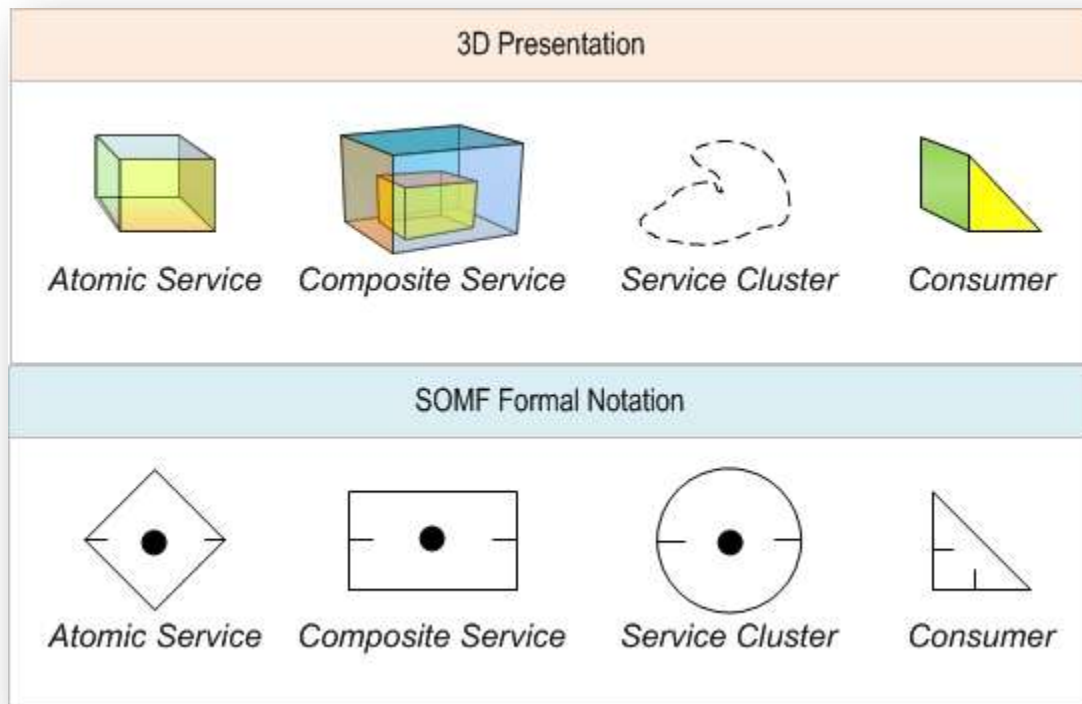 3D Presentation
Atomic Service Composite Service Service Cluster Consumer
SOMF Formal Notation
Atomic Service Composite Service Service Cluster Consumer